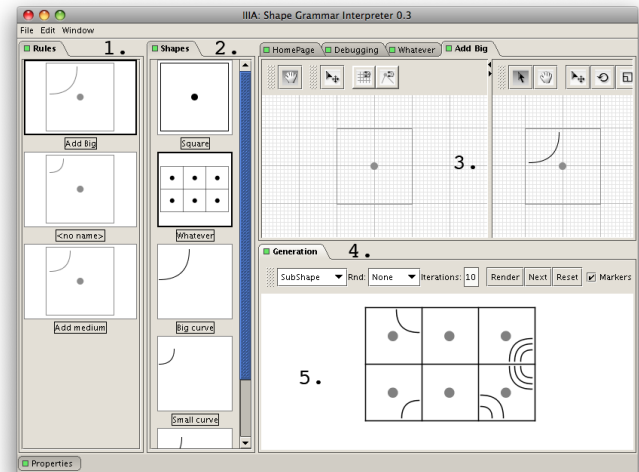 IIIA: Shape Grammar Interpreter 0.3
File Edit Window
Rules 1.
Shapes 2.
HomePage Debugging Whatever Add Big
Add Big
<no name>
Add medium
Square
Whatever
Big curve
Small curve
3.
Generation 4.
SubShape Rnd: None Iterations: 10 Render Next Reset Markers
5.
Properties